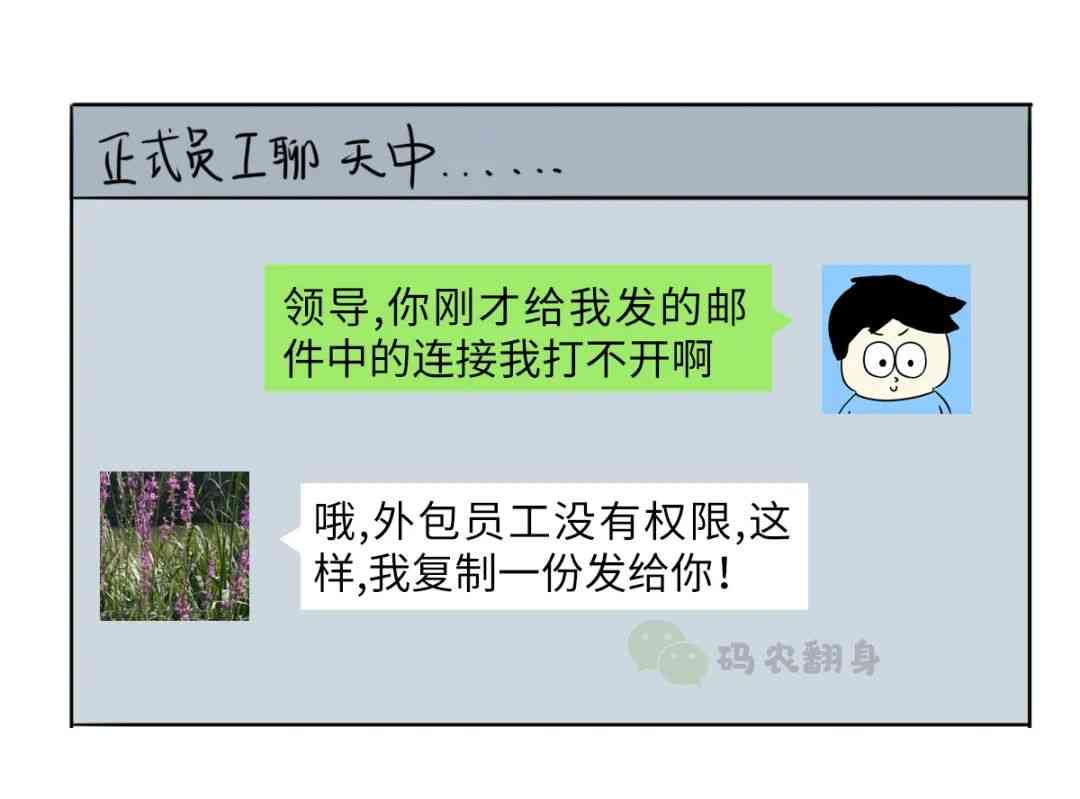 正式员工聊天中......
领导,你刚才给我发的邮
件中的连接我打不开啊
哦,外包员工没有权限,这
样,我复制一份发给你！
码农翻身